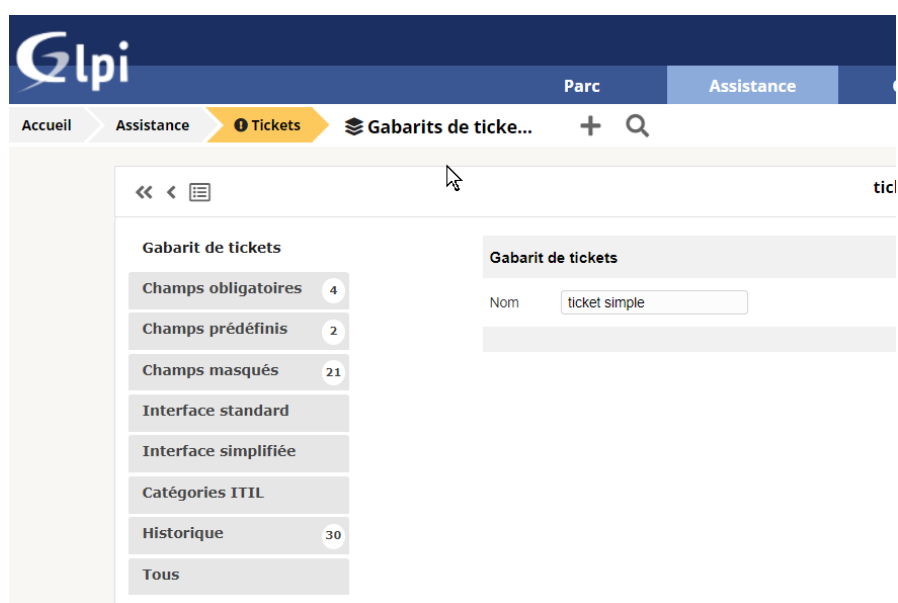 Glpi
Parc Assistance
Accueil Assistance Tickets Gabarits de ticke...
Gabarit de tickets
Champs obligatoires 4
Champs prédéfinis 2
Champs masqués 21
Interface standard
Interface simplifiée
Catégories ITIL
Historique 30
Tous
Gabarit de tickets
Nom ticket simple